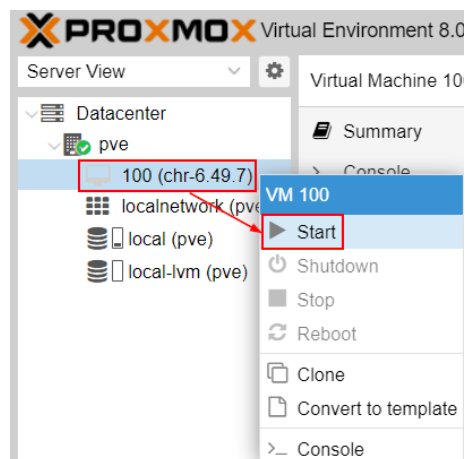 PROXMOX Virtual Environment 8.0
Server View
Virtual Machine 10
Datacenter
Summary
pve
Console
100 (chr-6.49.7)
VM 100
localnetwork (pve
Start
local (pve)
Shutdown
local-lvm (pve)
Stop
Reboot
Clone
Convert to template
Console